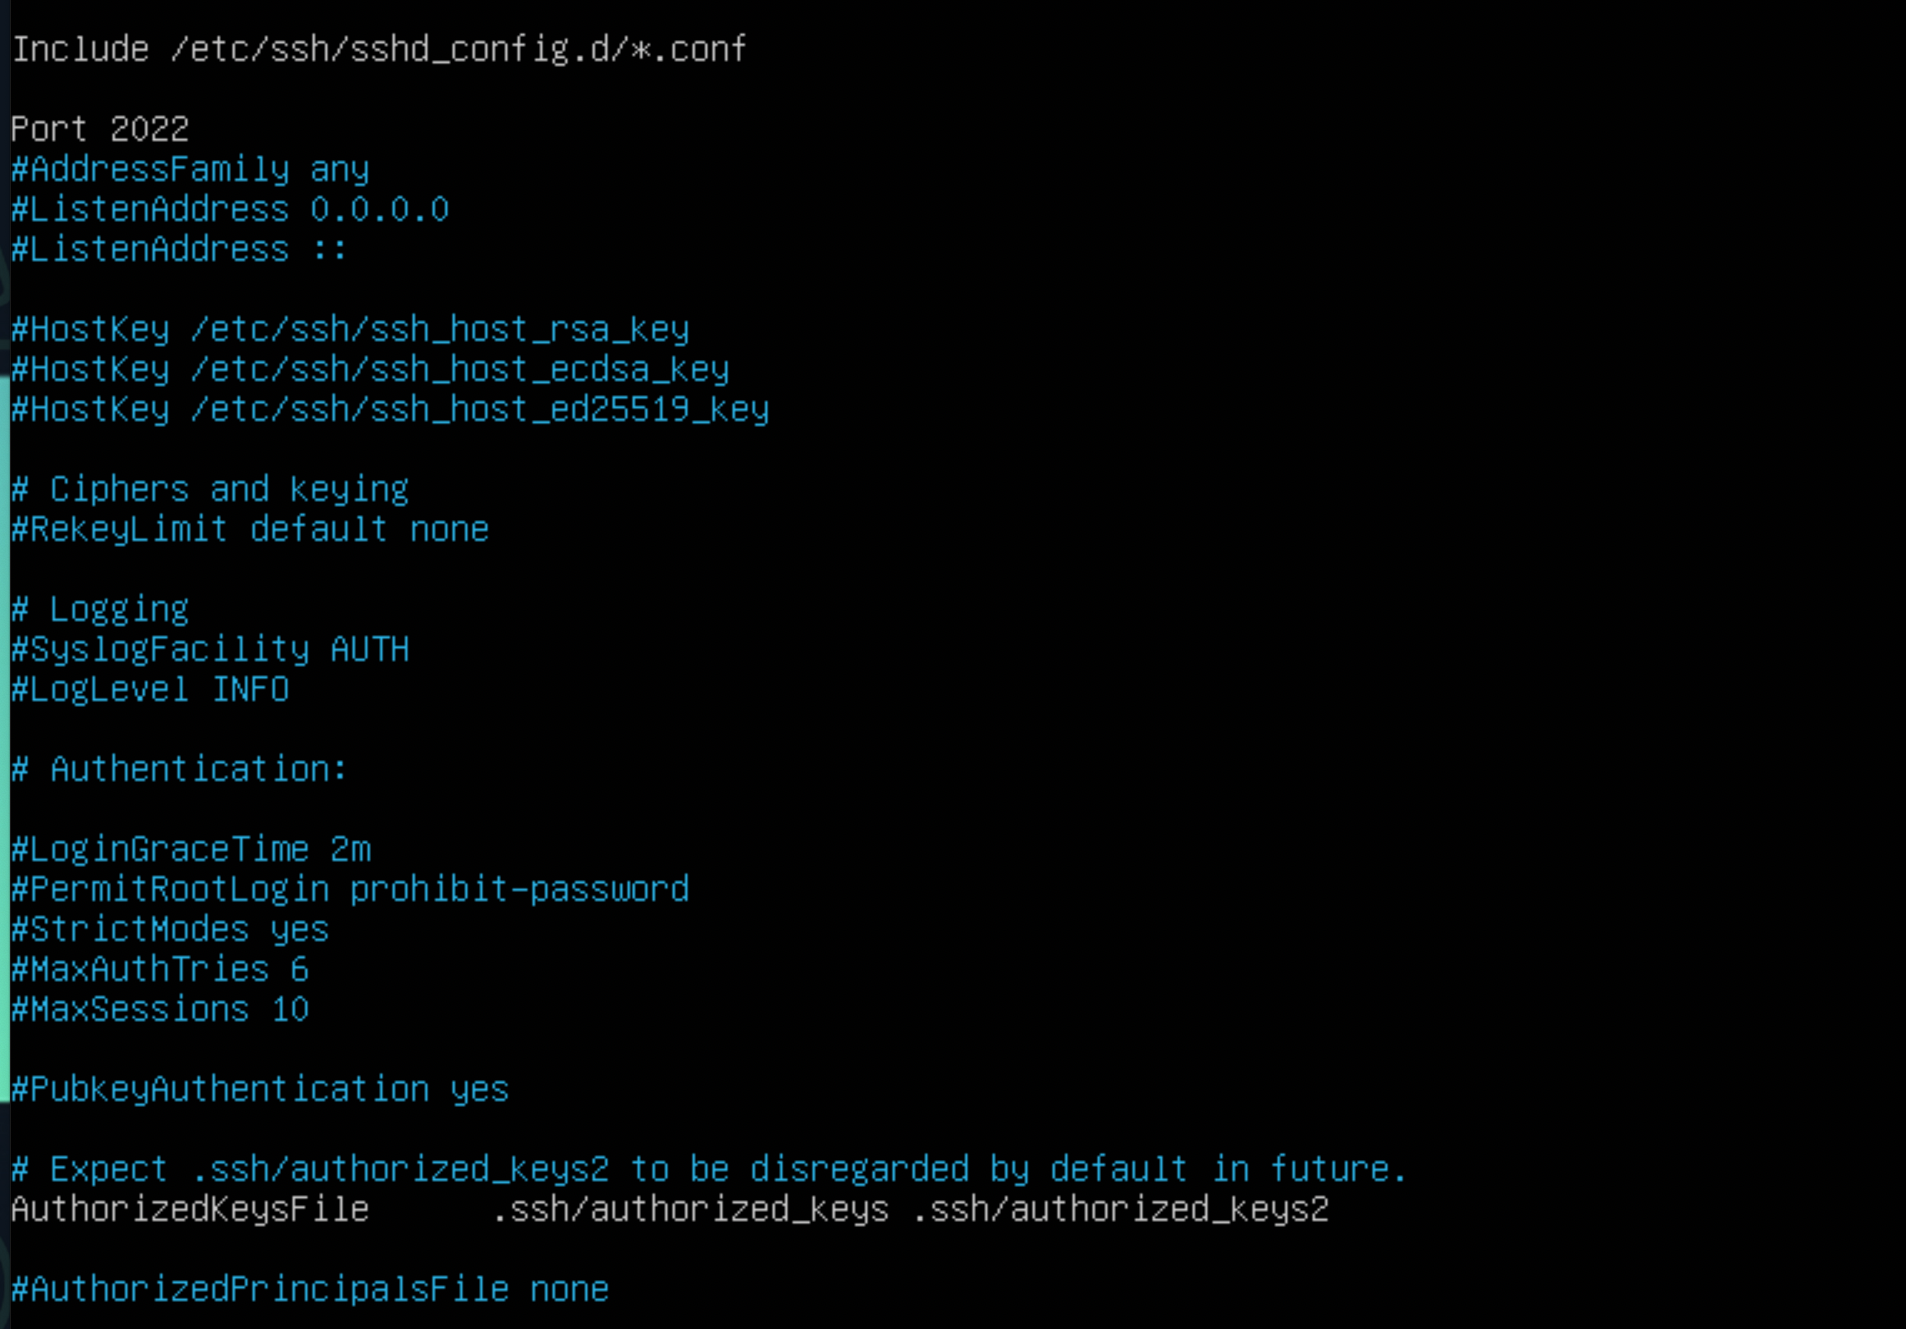 Include /etc/ssh/sshd_config.d/*.conf
Port 2022
#AddressFamily any
#ListenAddress 0.0.0.0
#ListenAddress ::
#HostKey /etc/ssh/ssh_host_rsa_key
#HostKey /etc/ssh/ssh_host_ecdsa_key
#HostKey /etc/ssh/ssh_host_ed25519_key
# Ciphers and keying
#RekeyLimit default none
# Logging
#SyslogFacility AUTH
#LogLevel INFO
# Authentication:
#LoginGraceTime 2m
#PermitRootLogin prohibit-password
#StrictModes yes
#MaxAuthTries 6
#MaxSessions 10
#PubkeyAuthentication yes
# Expect .ssh/authorized_keys2 to be disregarded by default in future.
AuthorizedKeysFile .ssh/authorized_keys .ssh/authorized_keys2
#AuthorizedPrincipalsFile none